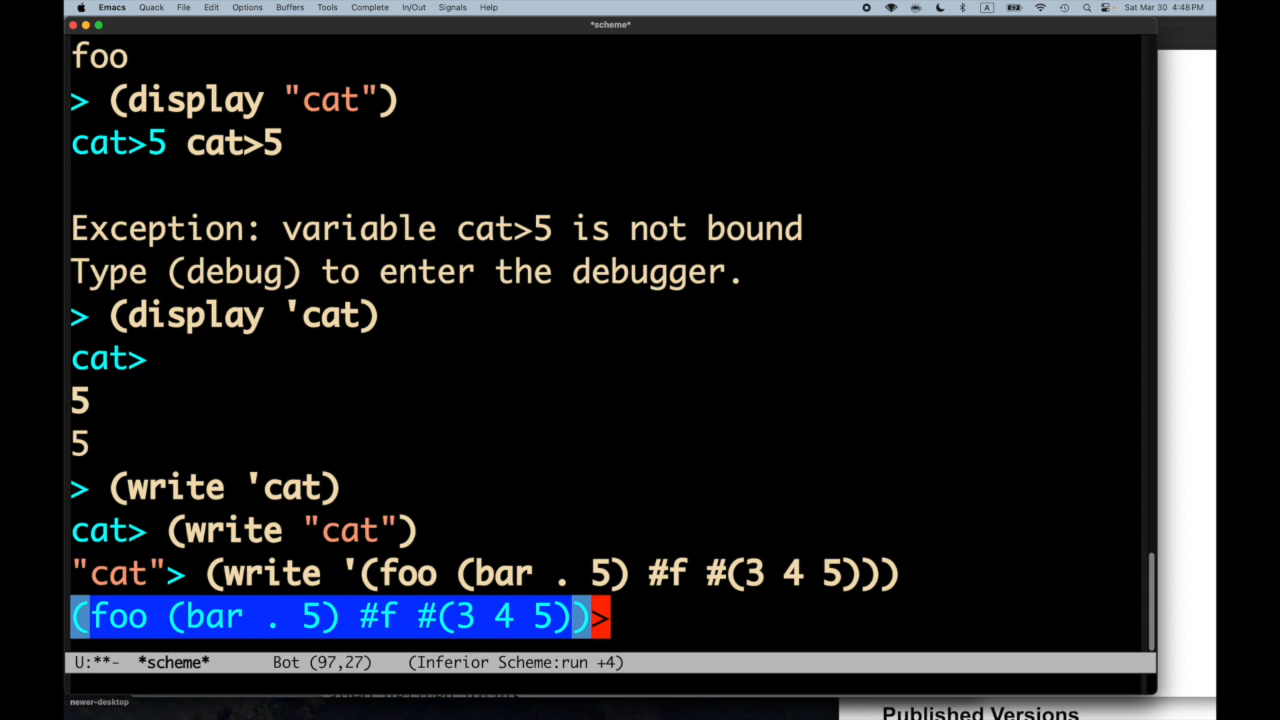 Emacs Quack File Edit Options Buffers Tools Complete In/Out Signals Help A Sat Mar 30 4:48 PM
*scheme*
foo
> (display "cat")
cat>5 cat>5
Exception: variable cat>5 is not bound
Type (debug) to enter the debugger.
> (display 'cat)
cat>
5
5
> (write 'cat)
cat> (write "cat")
"cat"> (write '(foo (bar . 5) #f #(3 4 5)))
(foo (bar . 5) #f #(3 4 5))>
U:**- *scheme* Bot (97,27) (Inferior Scheme:run +4)
newer-desktop
Published Versions